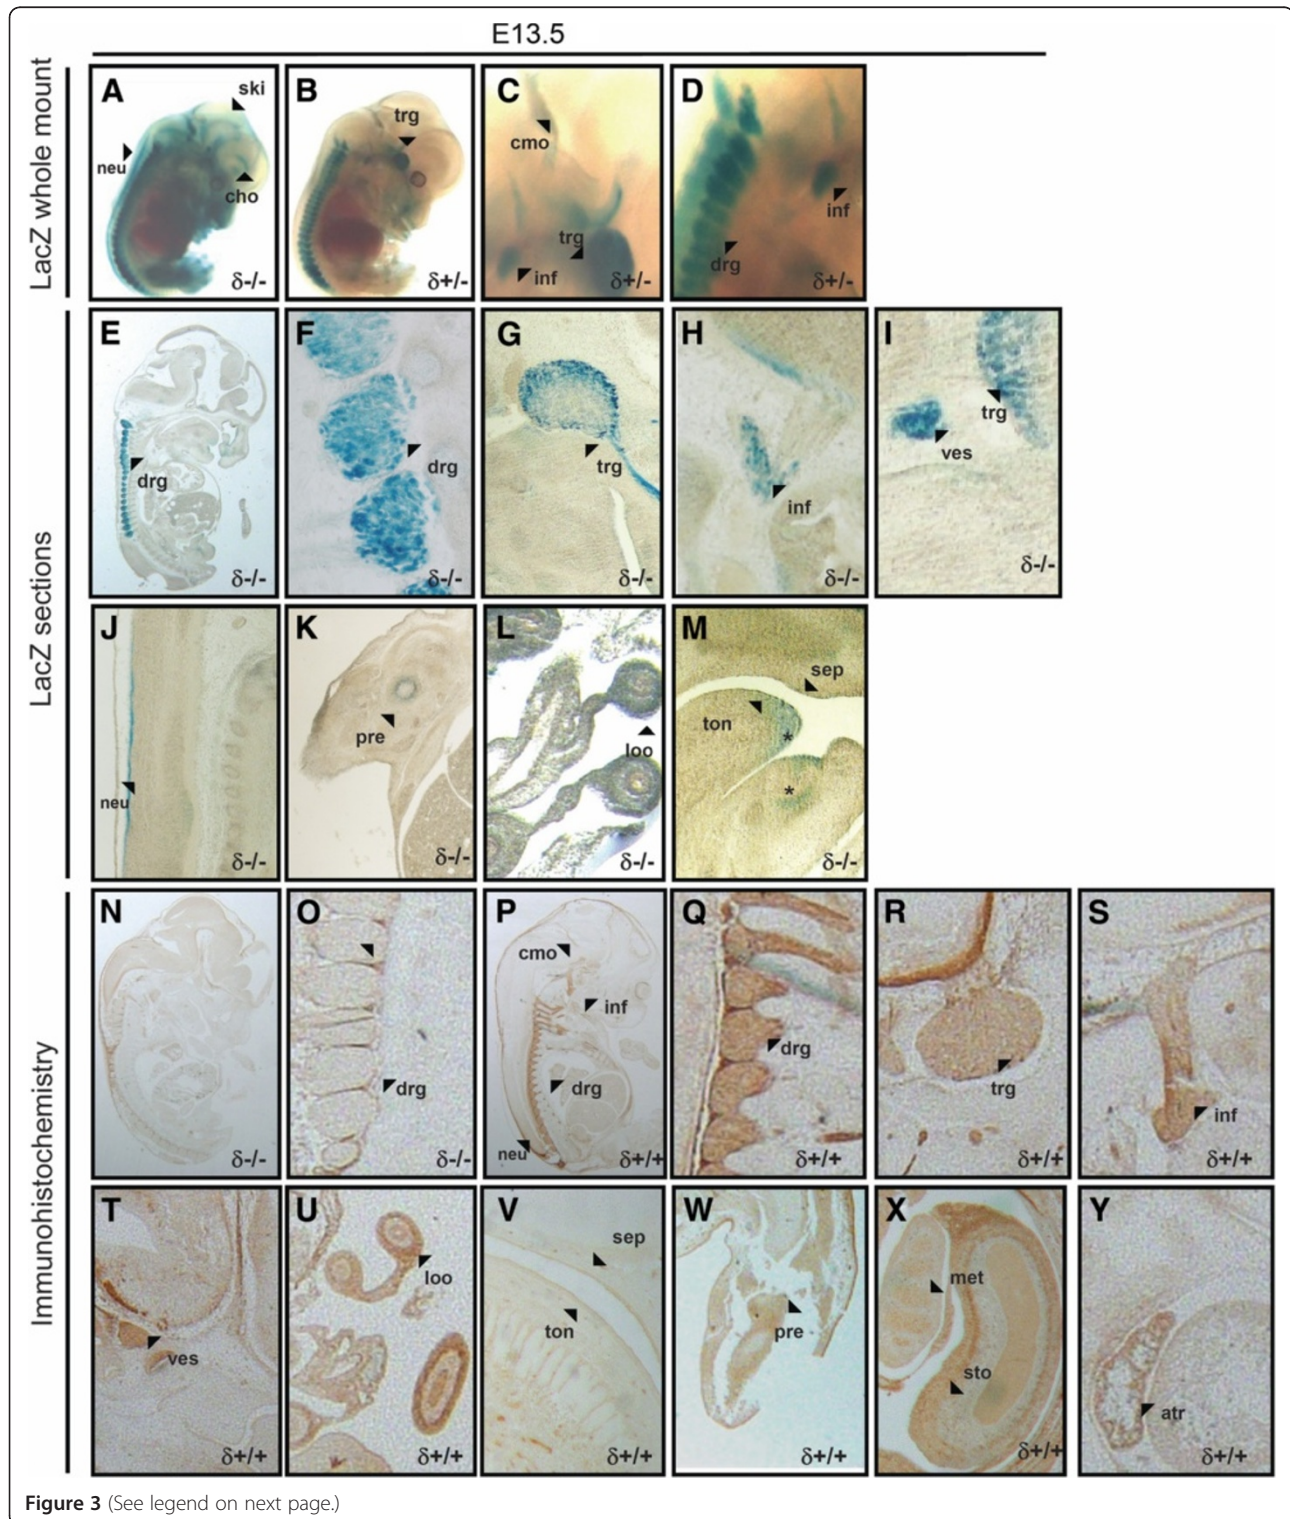 E13.5
LacZ whole mount
A
ski
neu
cho
δ-/-
B
trg
δ+/-
C
cmo
trg
inf
δ+/-
D
inf
drg
δ+/-
LacZ sections
E
drg
δ-/-
F
drg
δ-/-
G
trg
δ-/-
H
inf
δ-/-
I
trg
ves
δ-/-
J
neu
δ-/-
K
pre
δ-/-
L
loo
δ-/-
M
sep
ton
*
*
δ-/-
Immunohistochemistry
N
δ-/-
O
drg
δ-/-
P
cmo
inf
drg
neu
δ+/+
Q
drg
δ+/+
R
trg
δ+/+
S
inf
δ+/+
T
ves
δ+/+
U
loo
δ+/+
V
sep
ton
δ+/+
W
pre
δ+/+
X
met
sto
δ+/+
Y
atr
δ+/+
Figure 3 (See legend on next page.)